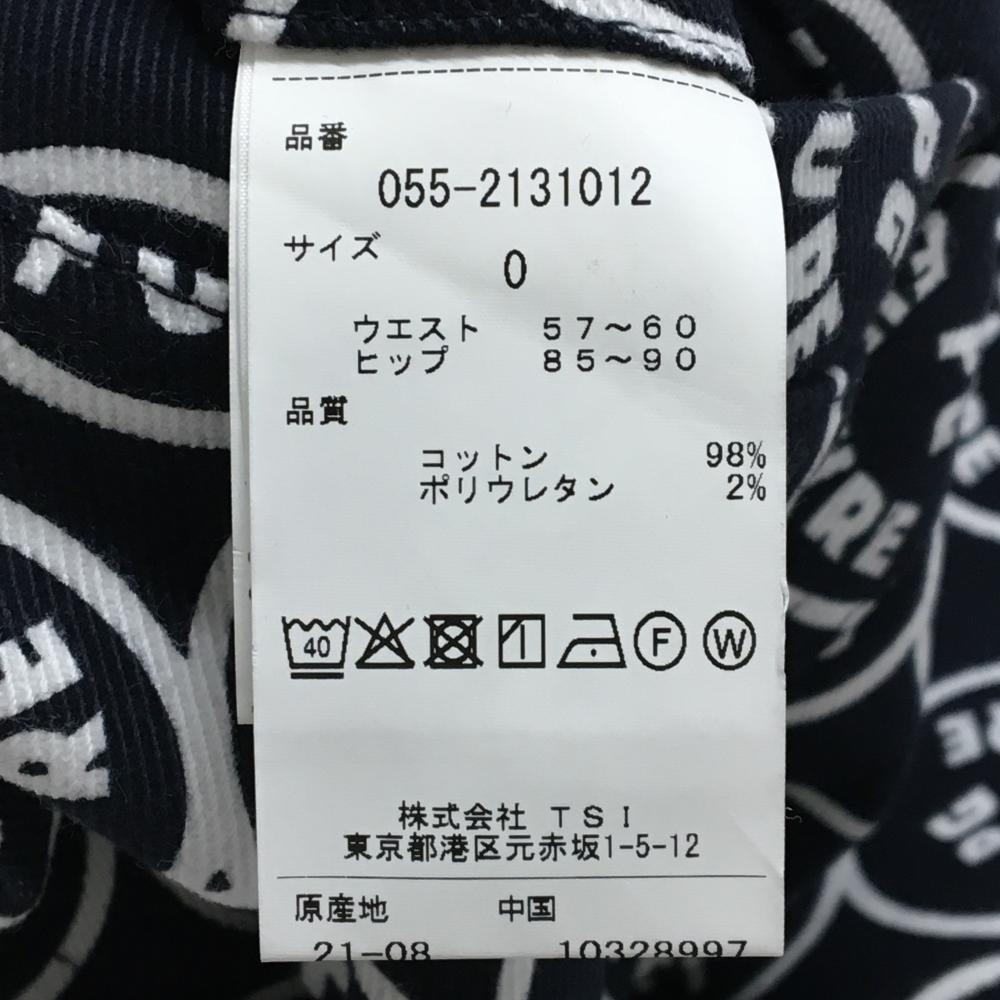 品番
055-2131012
サイズ
0
ウエスト 57～60
ヒップ 85～90
品質
コットン 98%
ポリウレタン 2%
40
F
W
株式会社 TSI
東京都港区元赤坂1-5-12
原産地 中国
21-08 10328997